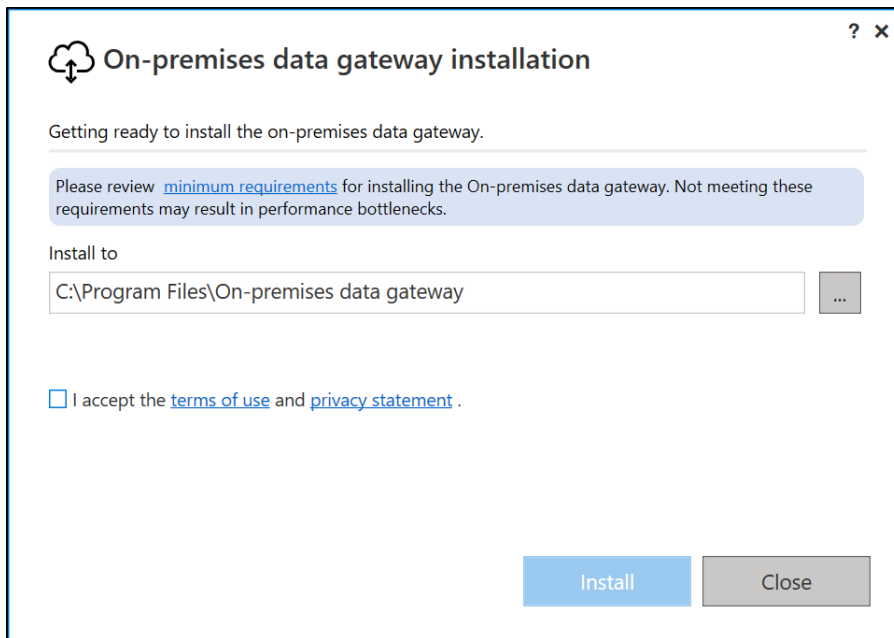 ? ×
On-premises data gateway installation
Getting ready to install the on-premises data gateway.
Please review minimum requirements for installing the On-premises data gateway. Not meeting these
requirements may result in performance bottlenecks.
Install to
C:\Program Files\On-premises data gateway
...
I accept the terms of use and privacy statement .
Install
Close